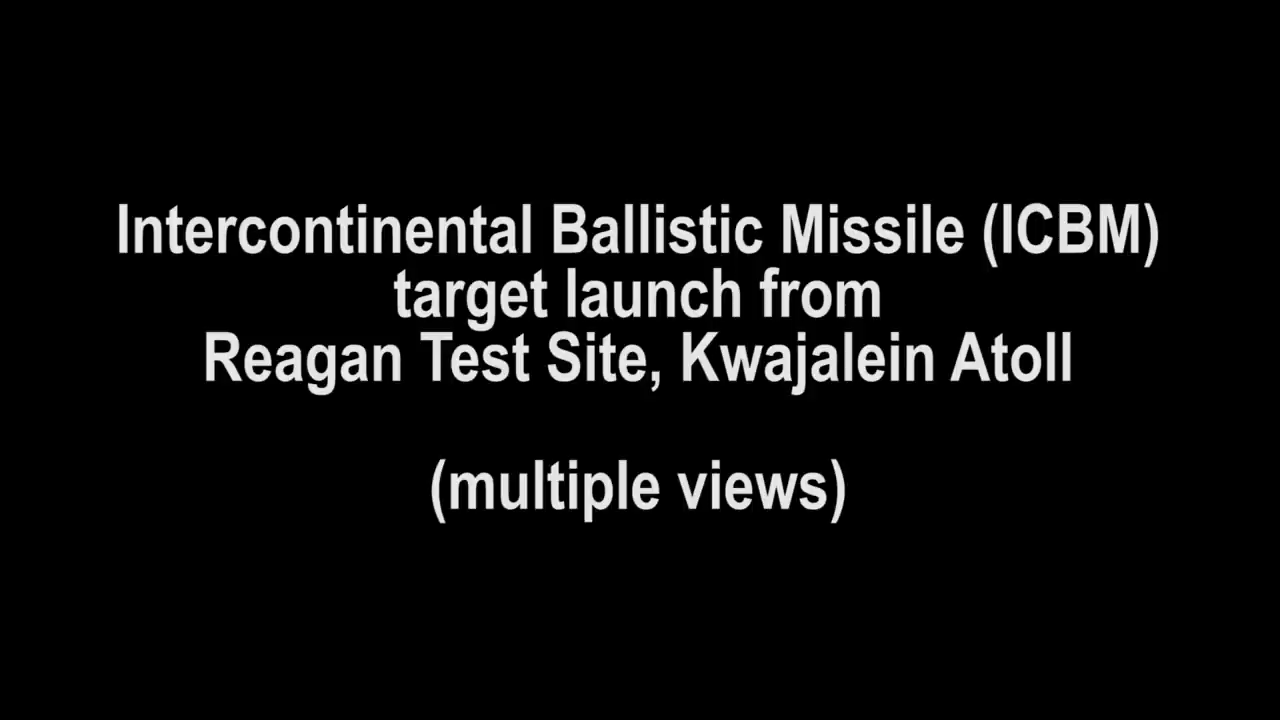 Intercontinental Ballistic Missile (ICBM)
target launch from
Reagan Test Site, Kwajalein Atoll
(multiple views)